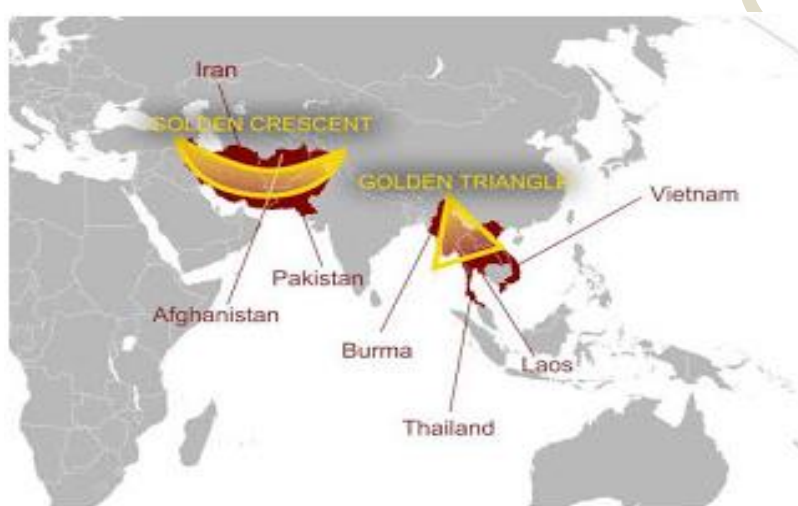 Iran
GOLDEN CRESCENT
GOLDEN TRIANGLE
Vietnam
Pakistan
Afghanistan
Burma
Laos
Thailand